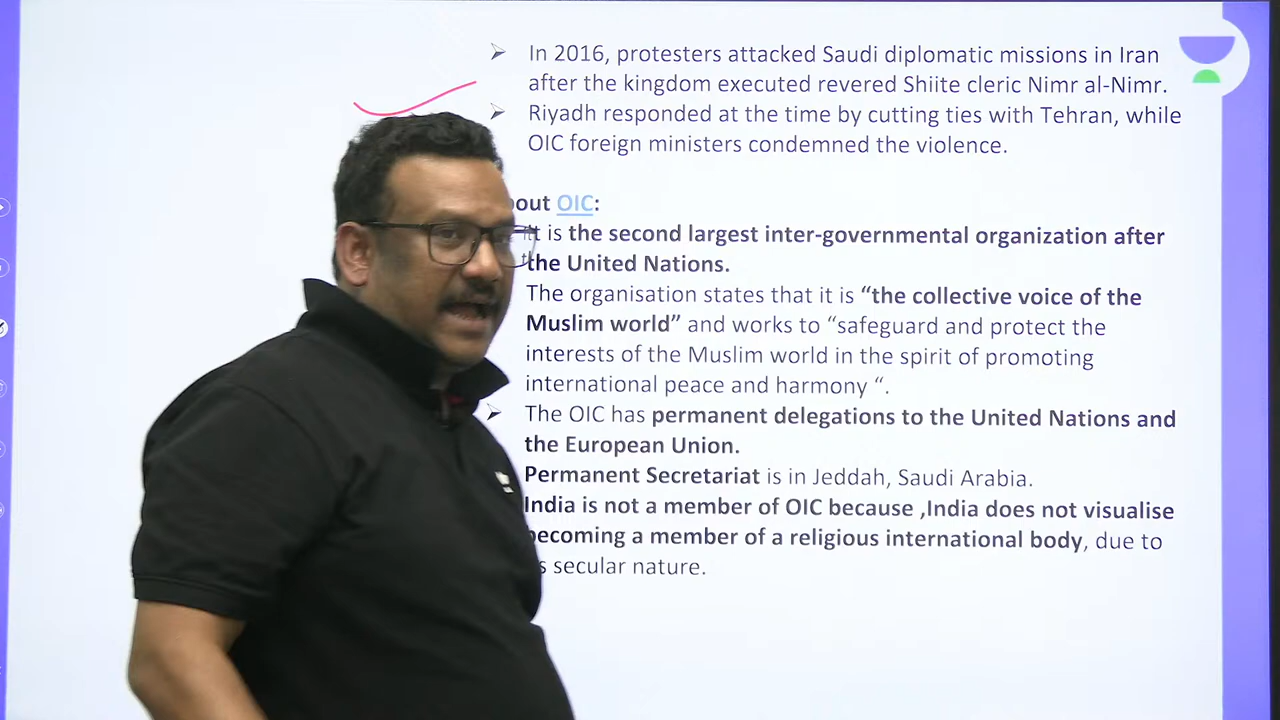 In 2016, protesters attacked Saudi diplomatic missions in Iran
after the kingdom executed revered Shiite cleric Nimr al-Nimr.
Riyadh responded at the time by cutting ties with Tehran, while
OIC foreign ministers condemned the violence.
OIC:
is the second largest inter-governmental organization after
the United Nations.
The organisation states that it is “the collective voice of the
Muslim world” and works to “safeguard and protect the
interests of the Muslim world in the spirit of promoting
international peace and harmony “.
The OIC has permanent delegations to the United Nations and
the European Union.
Permanent Secretariat is in Jeddah, Saudi Arabia.
India is not a member of OIC because ,India does not visualise
becoming a member of a religious international body, due to
secular nature.